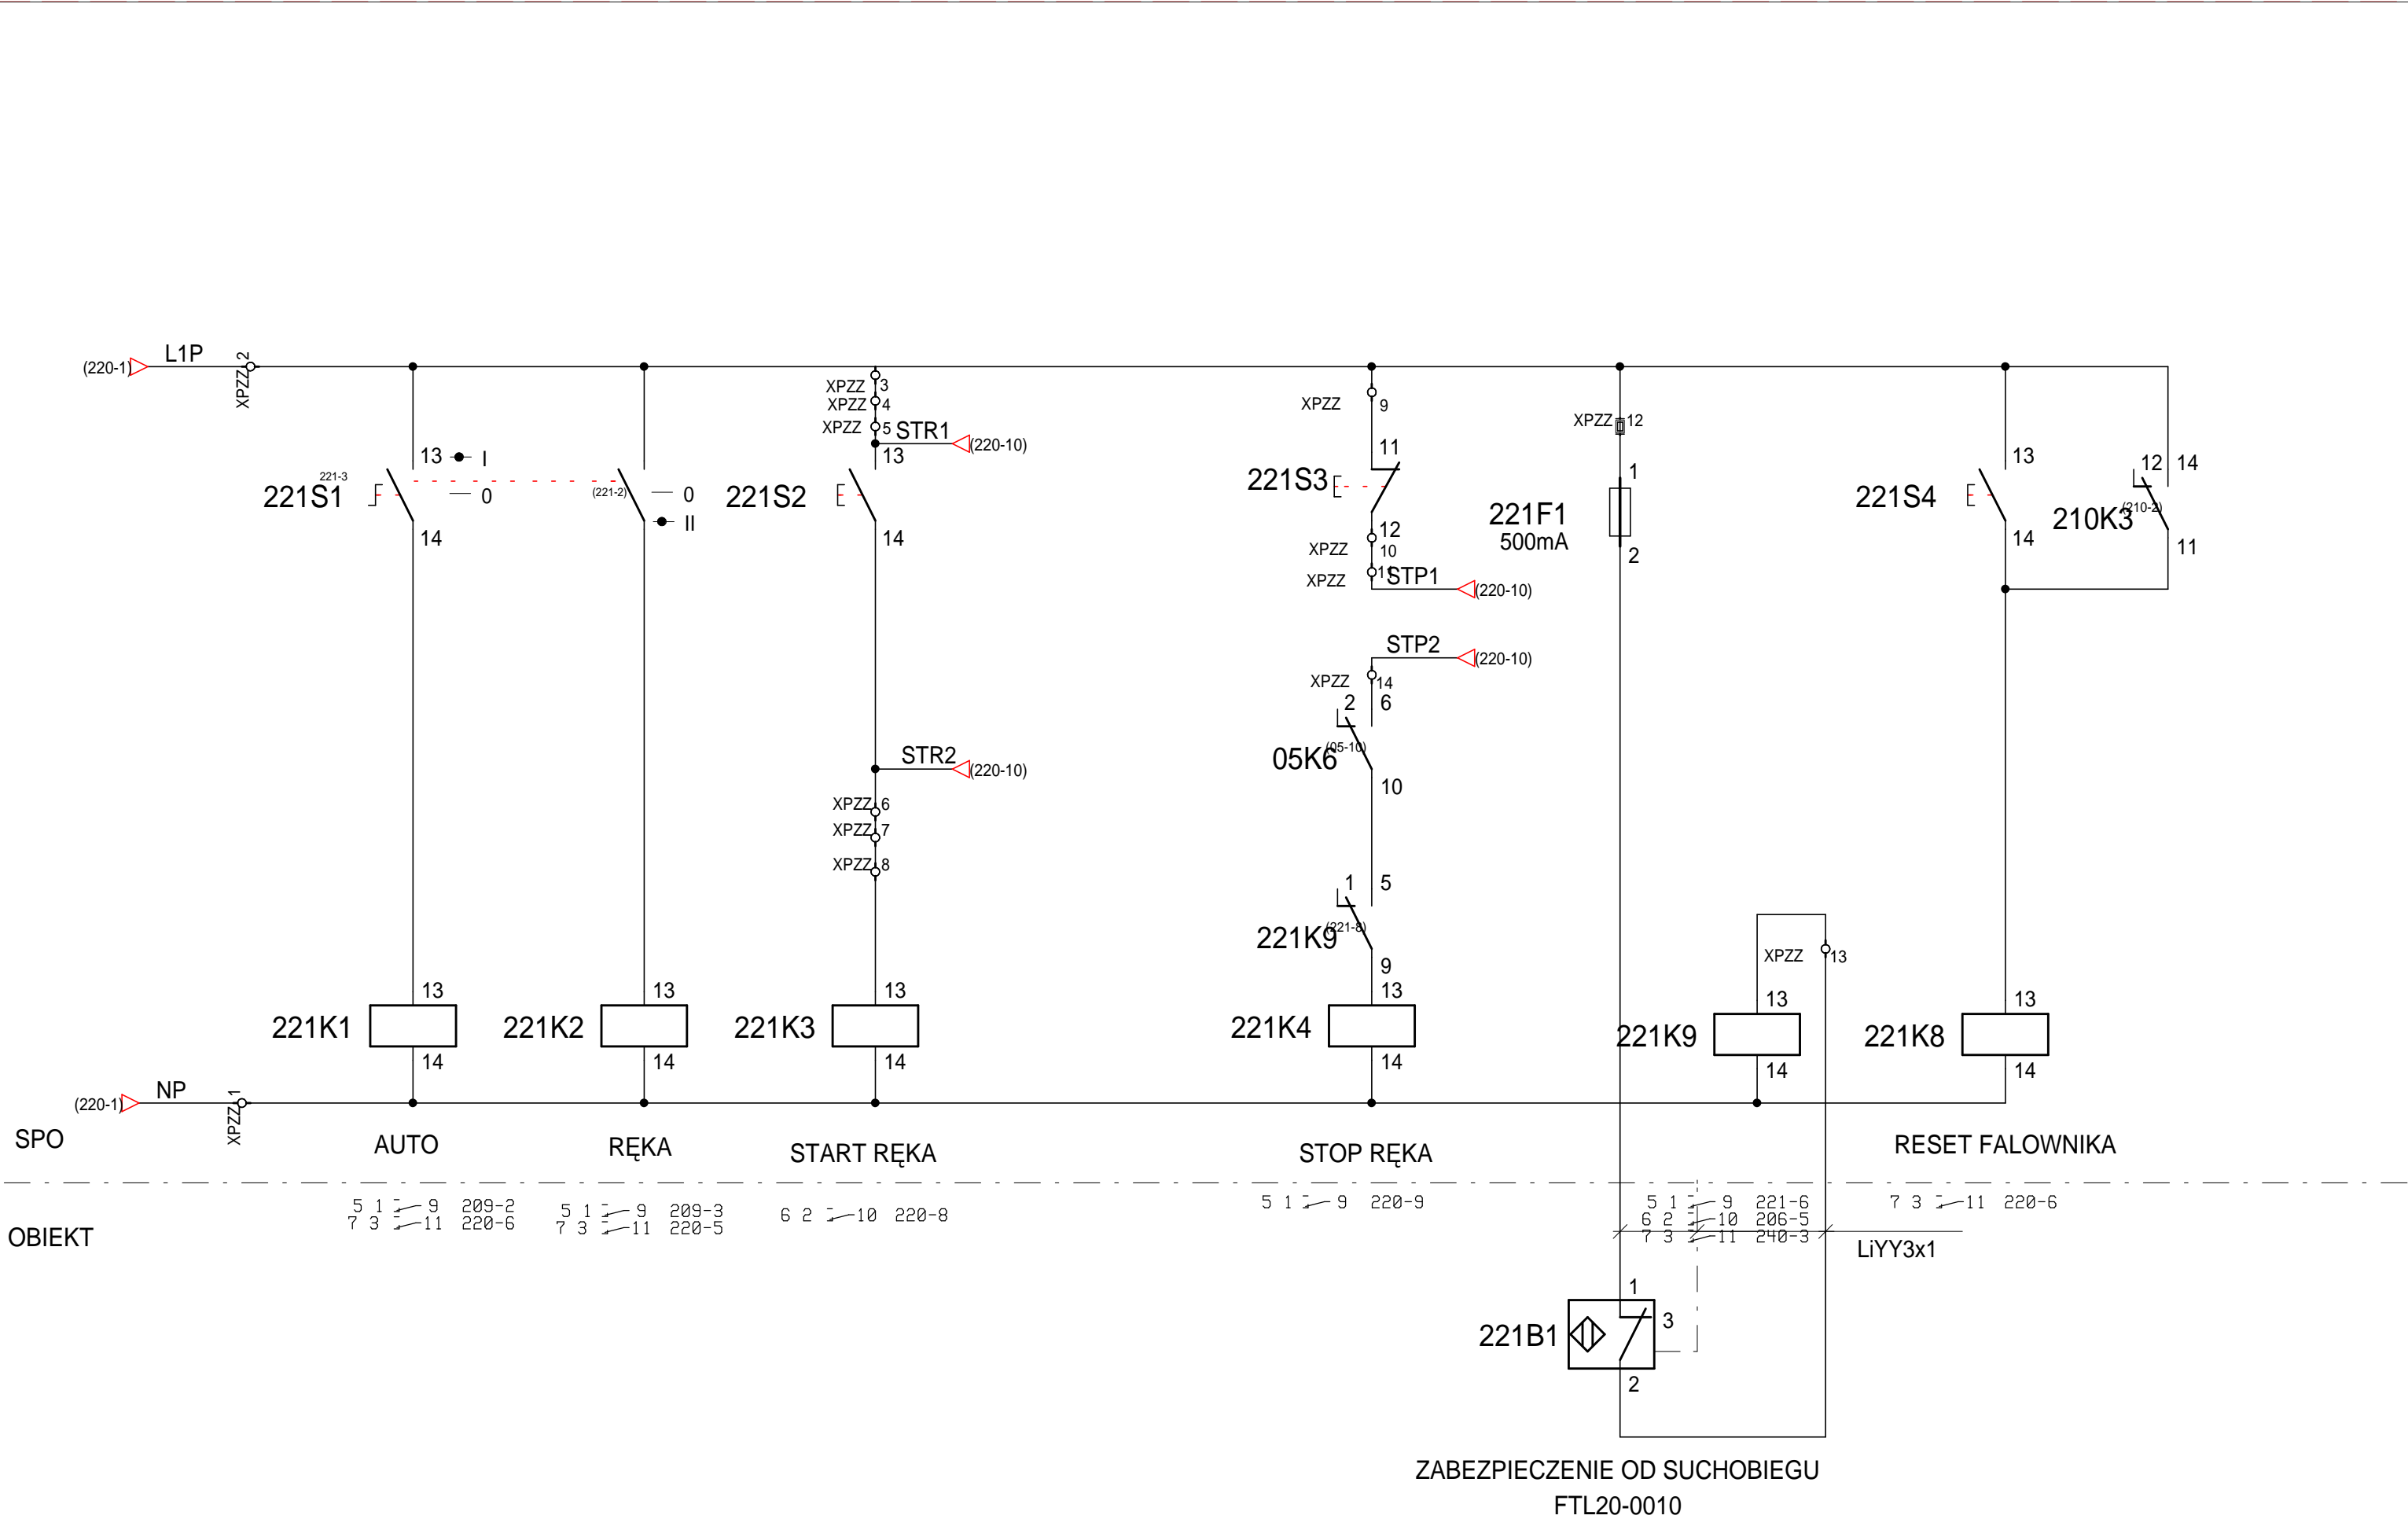 L1P
(220-1)
XPZZ 2
XPZZ 3
XPZZ 4
XPZZ 5
STR1
(220-10)
XPZZ
9
XPZZ 12
13
I
221-3
221S1
0
14
(221-2)
0
II
13
221S2
14
11
221S3
12
XPZZ
10
XPZZ
11
STP1
(220-10)
1
221F1
500mA
2
13
221S4
14
12 14
(210-2)
210K3
11
STP2
(220-10)
XPZZ
14
2 6
(05-10)
05K6
10
STR2
(220-10)
XPZZ 6
XPZZ 7
XPZZ 8
1 5
(221-8)
221K9
9
XPZZ
13
13
221K1
14
13
221K2
14
13
221K3
14
13
221K4
14
13
221K9
14
13
221K8
14
NP
(220-1)
XPZZ 1
SPO
AUTO
RĘKA
START RĘKA
STOP RĘKA
RESET FALOWNIKA
OBIEKT
5 1 9 209-2
7 3 11 220-6
5 1 9 209-3
7 3 11 220-5
6 2 10 220-8
5 1 9 220-9
5 1 9 221-6
6 2 10 206-5
7 3 11 240-3
7 3 11 220-6
LiYY3x1
1
221B1
3
2
ZABEZPIECZENIE OD SUCHOBIEGU
FTL20-0010